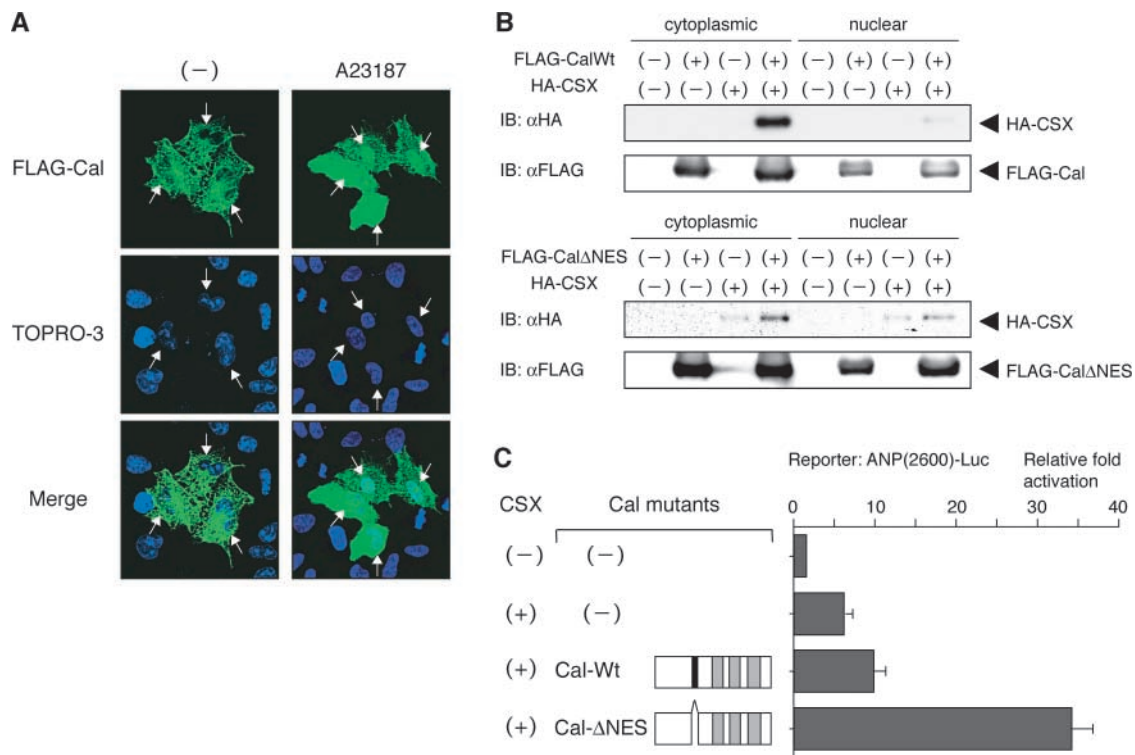 A
(−) A23187
FLAG-Cal
TOPRO-3
Merge
B
cytoplasmic nuclear
FLAG-CalWt (−) (+) (−) (+) (−) (+) (−) (+)
HA-CSX (−) (−) (+) (+) (−) (−) (+) (+)
IB: αHA HA-CSX
IB: αFLAG FLAG-Cal
cytoplasmic nuclear
FLAG-CalΔNES (−) (+) (−) (+) (−) (+) (−) (+)
HA-CSX (−) (−) (+) (+) (−) (−) (+) (+)
IB: αHA HA-CSX
IB: αFLAG FLAG-CalΔNES
C
Reporter: ANP(2600)-Luc Relative fold
activation
CSX Cal mutants 0 10 20 30 40
(−) (−)
(+) (−)
(+) Cal-Wt
(+) Cal-ΔNES